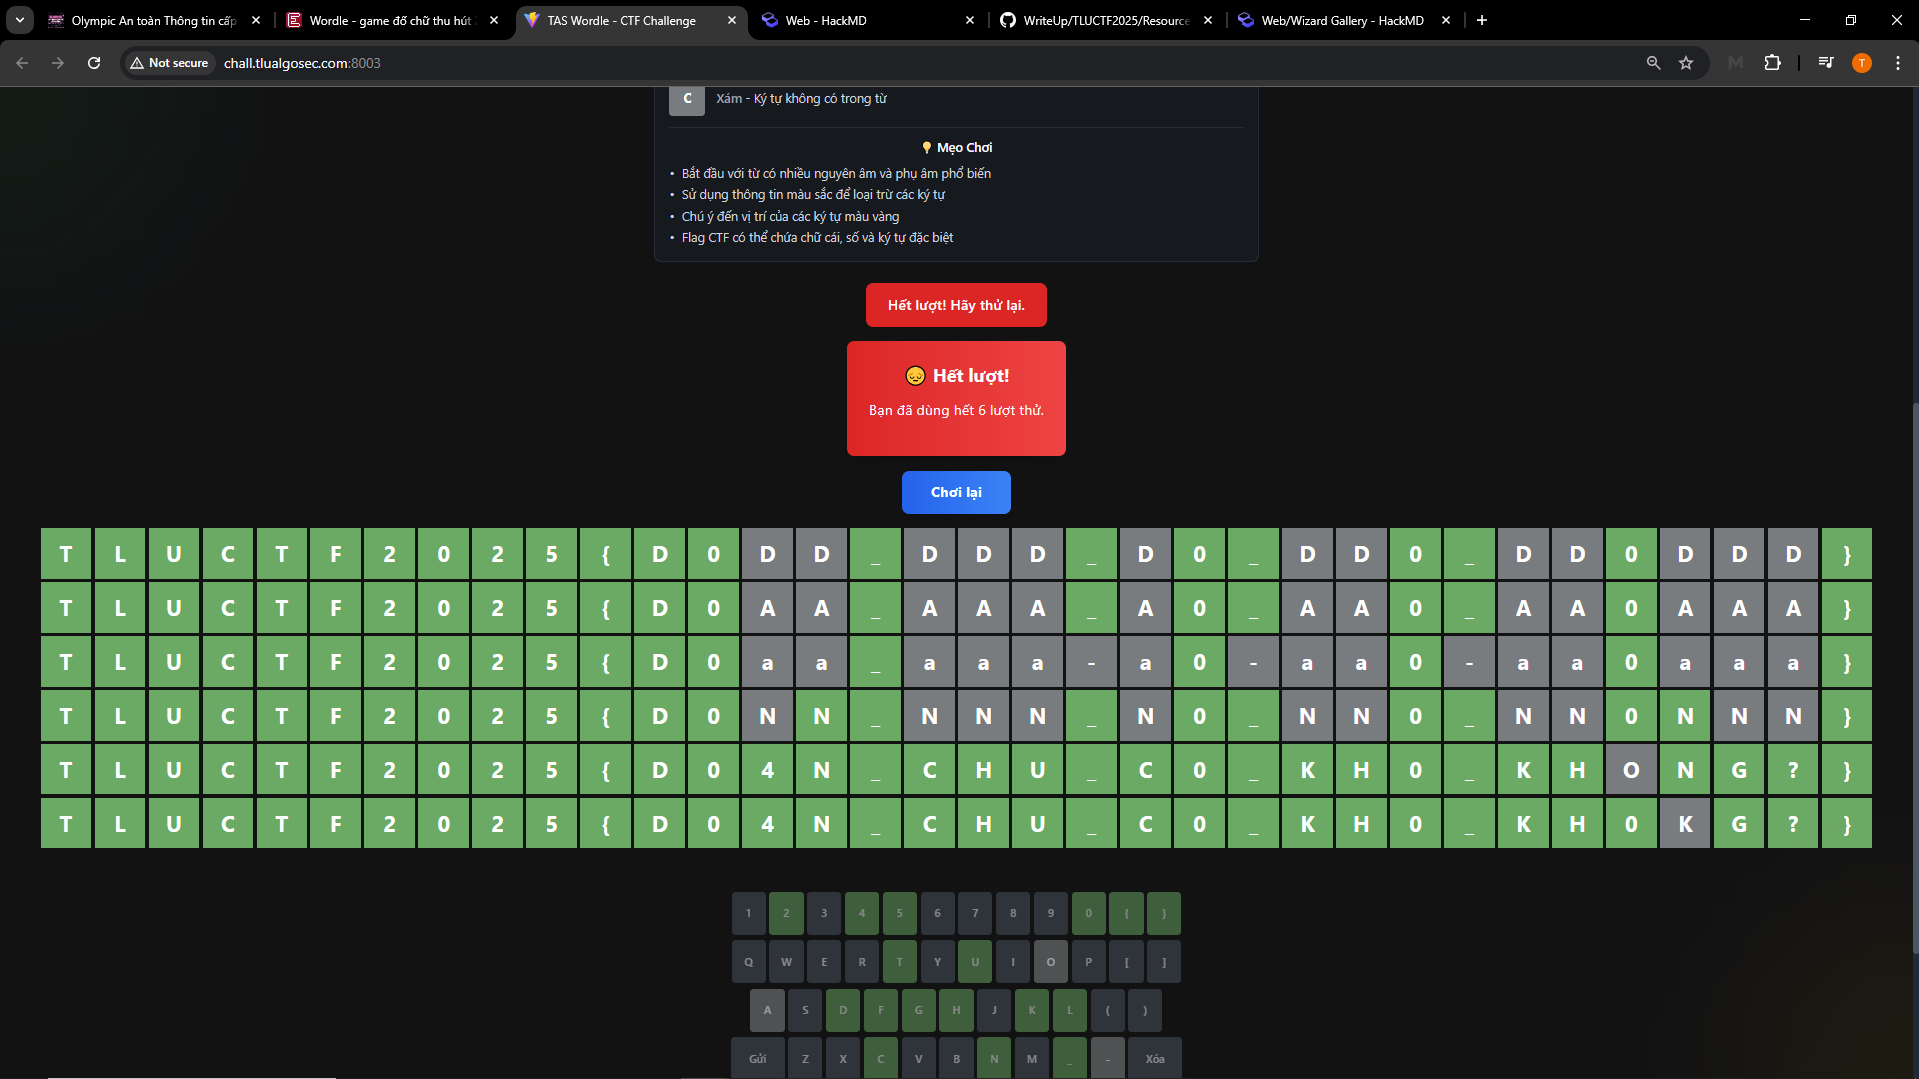 Olympic An toàn Thông tin cấp
Wordle - game đố chữ thu hút
TAS Wordle - CTF Challenge
Web - HackMD
WriteUp/TLUCTF2025/Resource
Web/Wizard Gallery - HackMD
Not secure
chall.tlualgosec.com:8003
T
C
Xám - Ký tự không có trong từ
Mẹo Chơi
• Bắt đầu với từ có nhiều nguyên âm và phụ âm phổ biến
• Sử dụng thông tin màu sắc để loại trừ các ký tự
• Chú ý đến vị trí của các ký tự màu vàng
• Flag CTF có thể chứa chữ cái, số và ký tự đặc biệt
Hết lượt! Hãy thử lại.
Hết lượt!
Bạn đã dùng hết 6 lượt thử.
Chơi lại
T L U C T F 2 0 2 5 { D 0 D D _ D D D _ D 0 _ D D 0 _ D D 0 D D D }
T L U C T F 2 0 2 5 { D 0 A A _ A A A _ A 0 _ A A 0 _ A A 0 A A A }
T L U C T F 2 0 2 5 { D 0 a a _ a a a - a 0 - a a 0 - a a 0 a a a }
T L U C T F 2 0 2 5 { D 0 N N _ N N N _ N 0 _ N N 0 _ N N 0 N N N }
T L U C T F 2 0 2 5 { D 0 4 N _ C H U _ C 0 _ K H 0 _ K H O N G ? }
T L U C T F 2 0 2 5 { D 0 4 N _ C H U _ C 0 _ K H 0 _ K H 0 K G ? }
1 2 3 4 5 6 7 8 9 0 { }
Q W E R T Y U I O P [ ]
A S D F G H J K L ( )
Gửi Z X C V B N M _ - Xóa